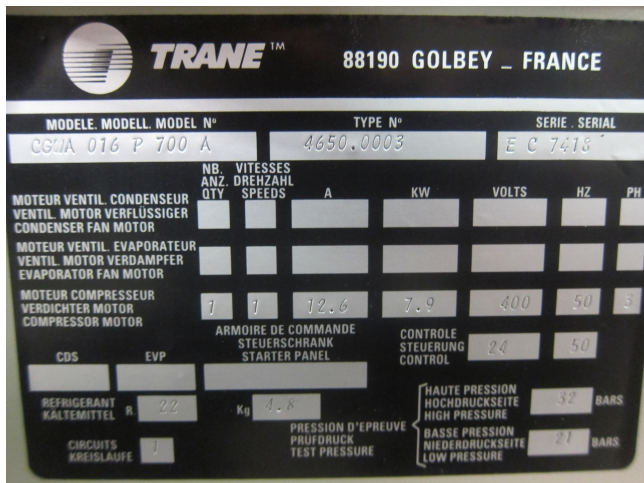 TRANE™ 88190 GOLBEY _ FRANCE
MODELE. MODELL. MODEL Nº TYPE Nº SERIE . SERIAL
CGWA 016 P 700 A 4650.0003 E C 7418
NB. ANZ. QTY VITESSES DREHZAHL SPEEDS A KW VOLTS HZ PH
MOTEUR VENTIL. CONDENSEUR
VENTIL. MOTOR VERFLÜSSIGER
CONDENSER FAN MOTOR
MOTEUR VENTIL. EVAPORATEUR
VENTIL. MOTOR VERDAMPFER
EVAPORATOR FAN MOTOR
MOTEUR COMPRESSEUR
VERDICHTER MOTOR
COMPRESSOR MOTOR
1 1 12.6 7.9 400 50 3
ARMOIRE DE COMMANDE
STEUERSCHRANK
STARTER PANEL
CONTROLE
STEUERUNG
CONTROL
24 50
CDS EVP
REFRIGERANT
KALTEMITTEL R. 22 Kg 4.8
CIRCUITS
KREISLAUFE 1
PRESSION D'EPREUVE
PRÜFDRUCK
TEST PRESSURE
HAUTE PRESSION
HOCHDRUCKSEITE
HIGH PRESSURE
32 BARS
BASSE PRESSION
NIEDERDRUCKSEITE
LOW PRESSURE
21 BARS